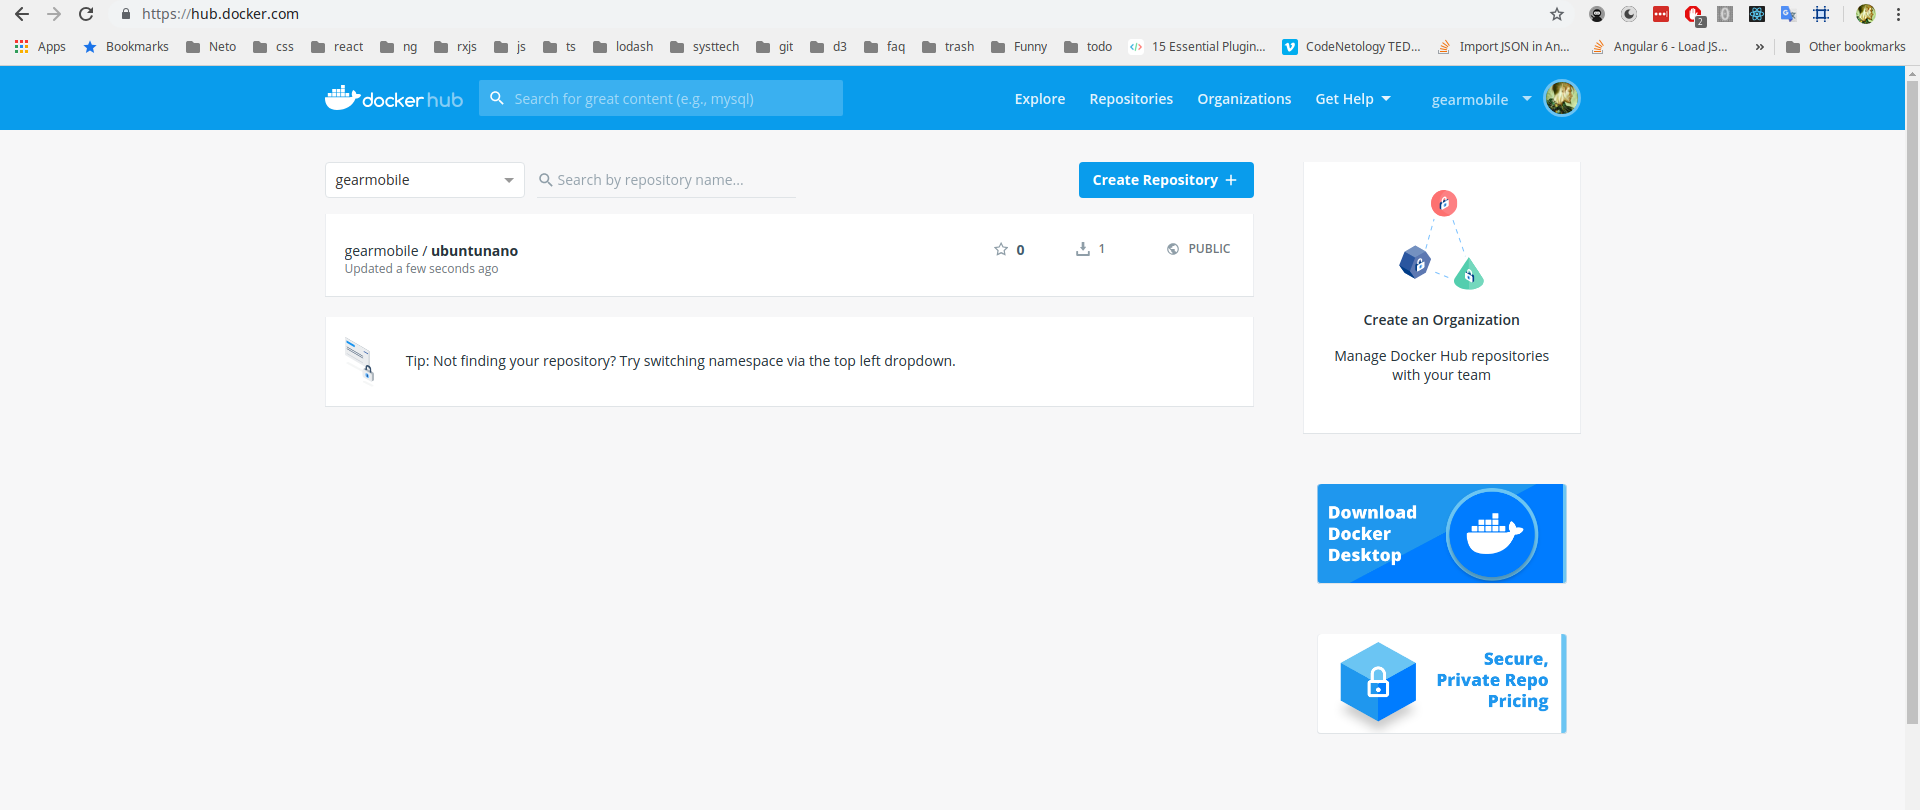 https://hub.docker.com
2
Apps Bookmarks Neto css react ng rxjs js ts lodash systtech git d3 faq trash Funny todo 15 Essential Plugin... CodeNetology TED... Import JSON in An... Angular 6 - Load JS... » Other bookmarks
docker hub Search for great content (e.g., mysql) Explore Repositories Organizations Get Help gearmobile
gearmobile Search by repository name... Create Repository +
gearmobile / ubuntunano 0 1 PUBLIC
Updated a few seconds ago
Tip: Not finding your repository? Try switching namespace via the top left dropdown.
Create an Organization
Manage Docker Hub repositories
with your team
Download
Docker
Desktop
Secure,
Private Repo
Pricing